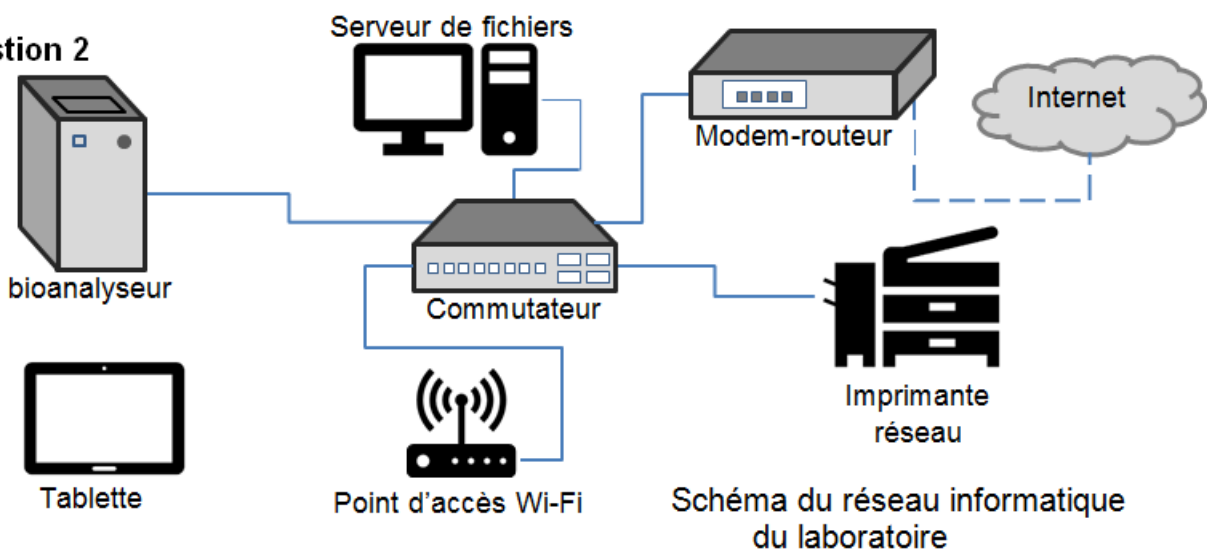 Serveur de fichiers
stion 2
Internet
Modem-routeur
bioanalyseur
Commutateur
Imprimante
réseau
Tablette
Point d'accès Wi-Fi
Schéma du réseau informatique
du laboratoire